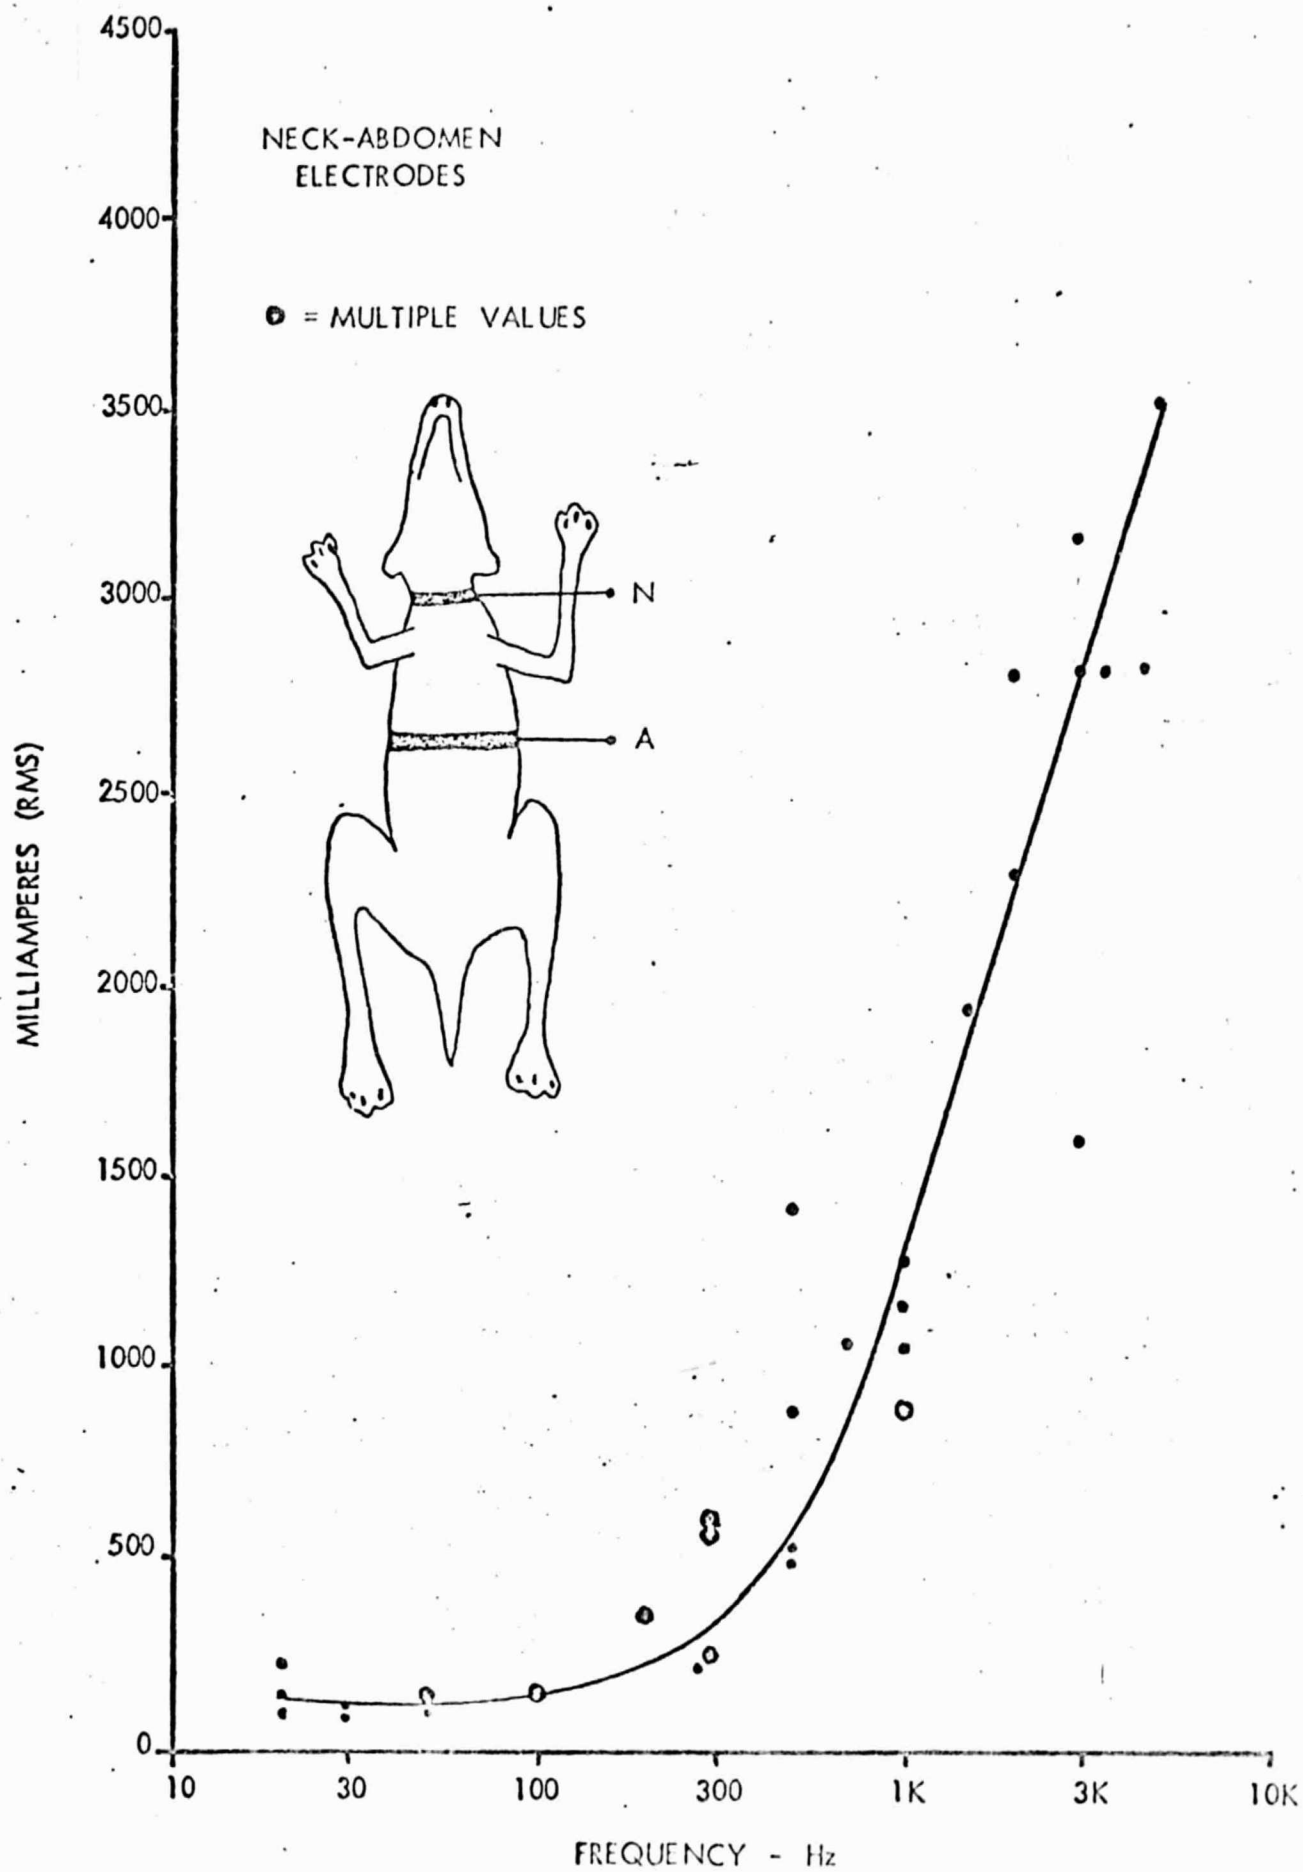 4500
NECK-ABDOMEN
ELECTRODES
4000
= MULTIPLE VALUES
3500
3000
N
A
2500
MILLIAMPERES (RMS)
2000
1500
1000
500
0
10 30 100 300 1K 3K 10K
FREQUENCY - Hz